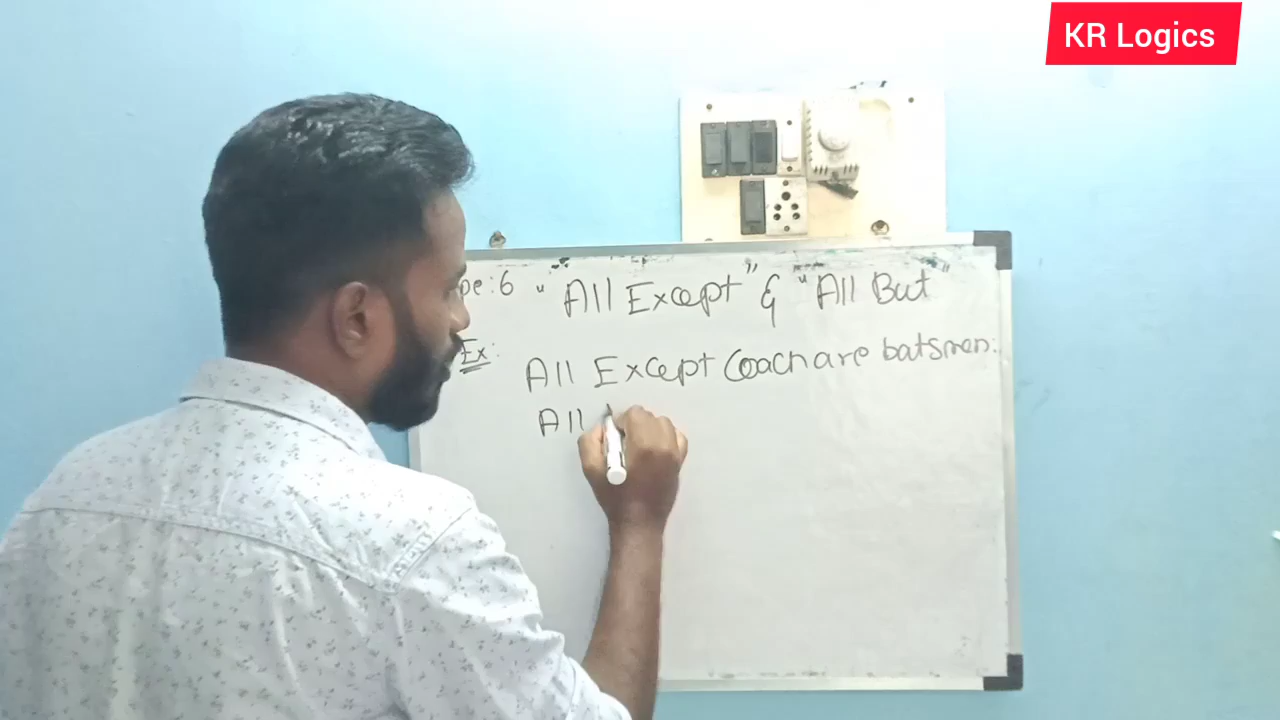 KR Logics
pe:6 "All Except" & "All But"
Ex:
All Except Coach are batsmen:
All